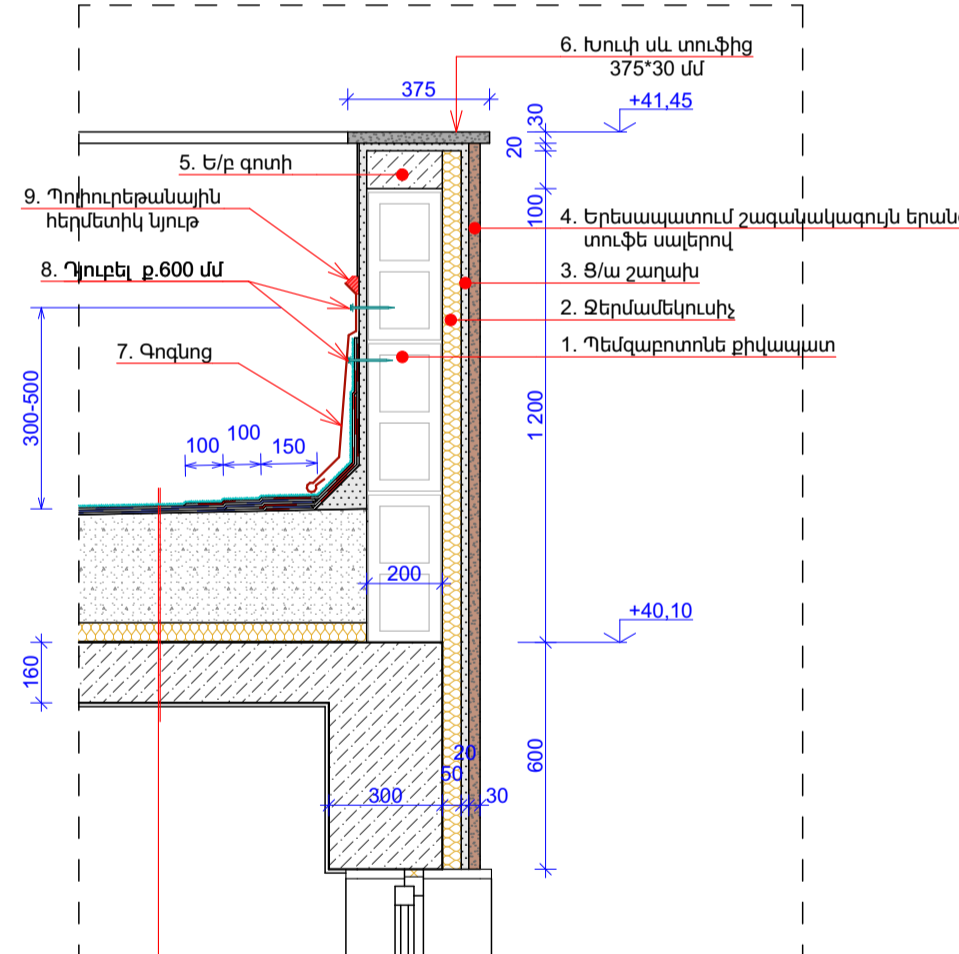 6. Խուփ սև տուֆից
375*30 մմ
375
+41,45
30
20
5. Ե/բ գոտի
9. Պոլիուրեթանային
հերմետիկ նյութ
100
4. Երեսապատում շագանակագույն երան
տուֆե սալերով
8. Դյուբել ք.600 մմ
3. Ց/ա շաղախ
2. Ջերմամեկուսիչ
7. Գոգնոց
1. Պեմզաբոտոնե քիվապատ
300-500
1 200
100
100
150
200
+40,10
160
600
20
50
300
30